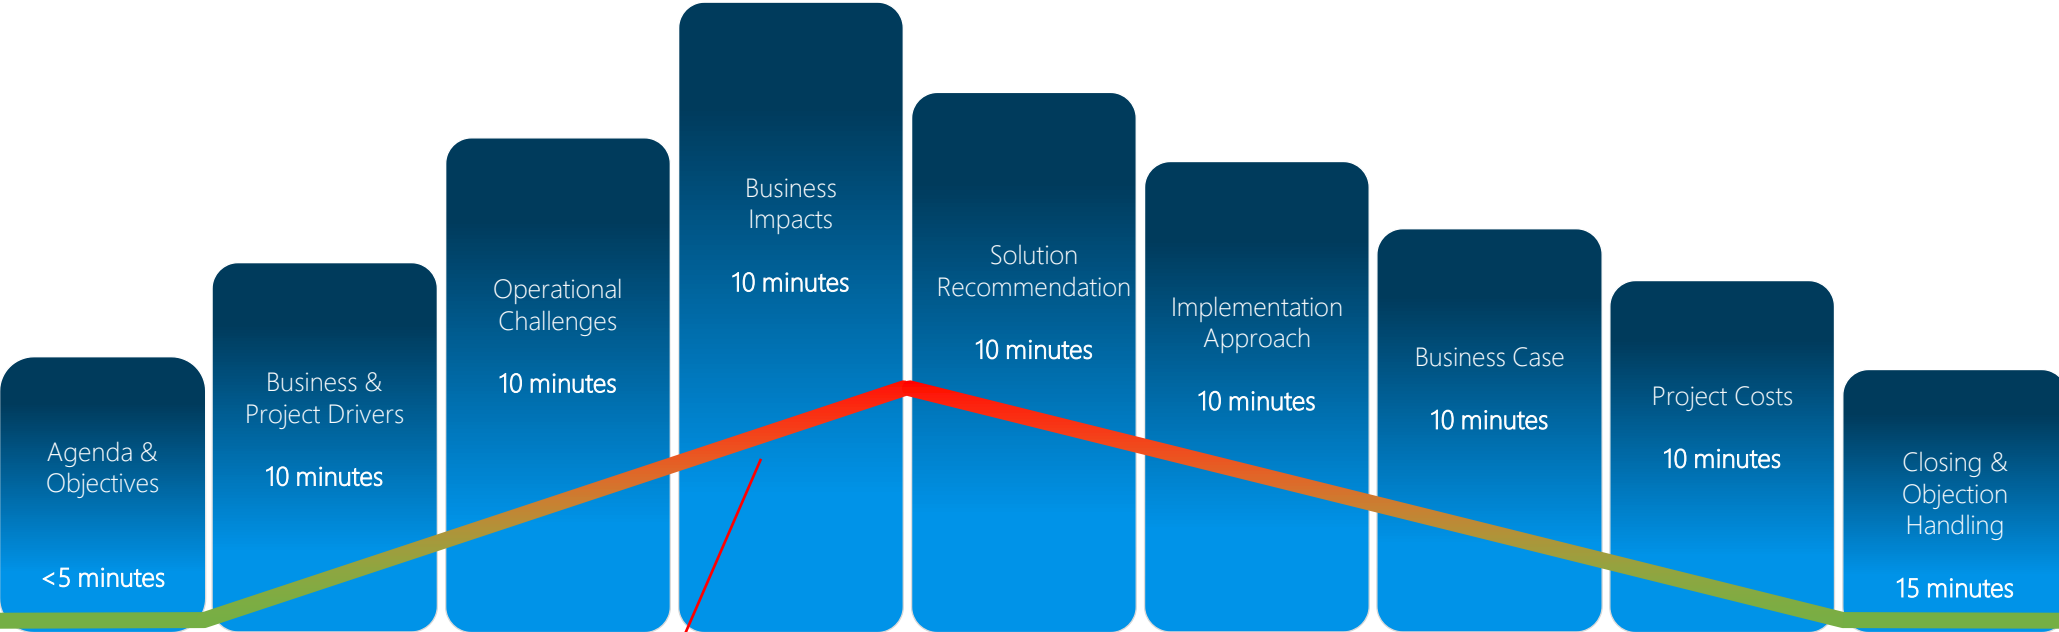 Agenda &
Objectives
<5 minutes
Business &
Project Drivers
10 minutes
Operational
Challenges
10 minutes
Business
Impacts
10 minutes
Solution
Recommendation
10 minutes
Implementation
Approach
10 minutes
Business Case
10 minutes
Project Costs
10 minutes
Closing &
Objection
Handling
15 minutes